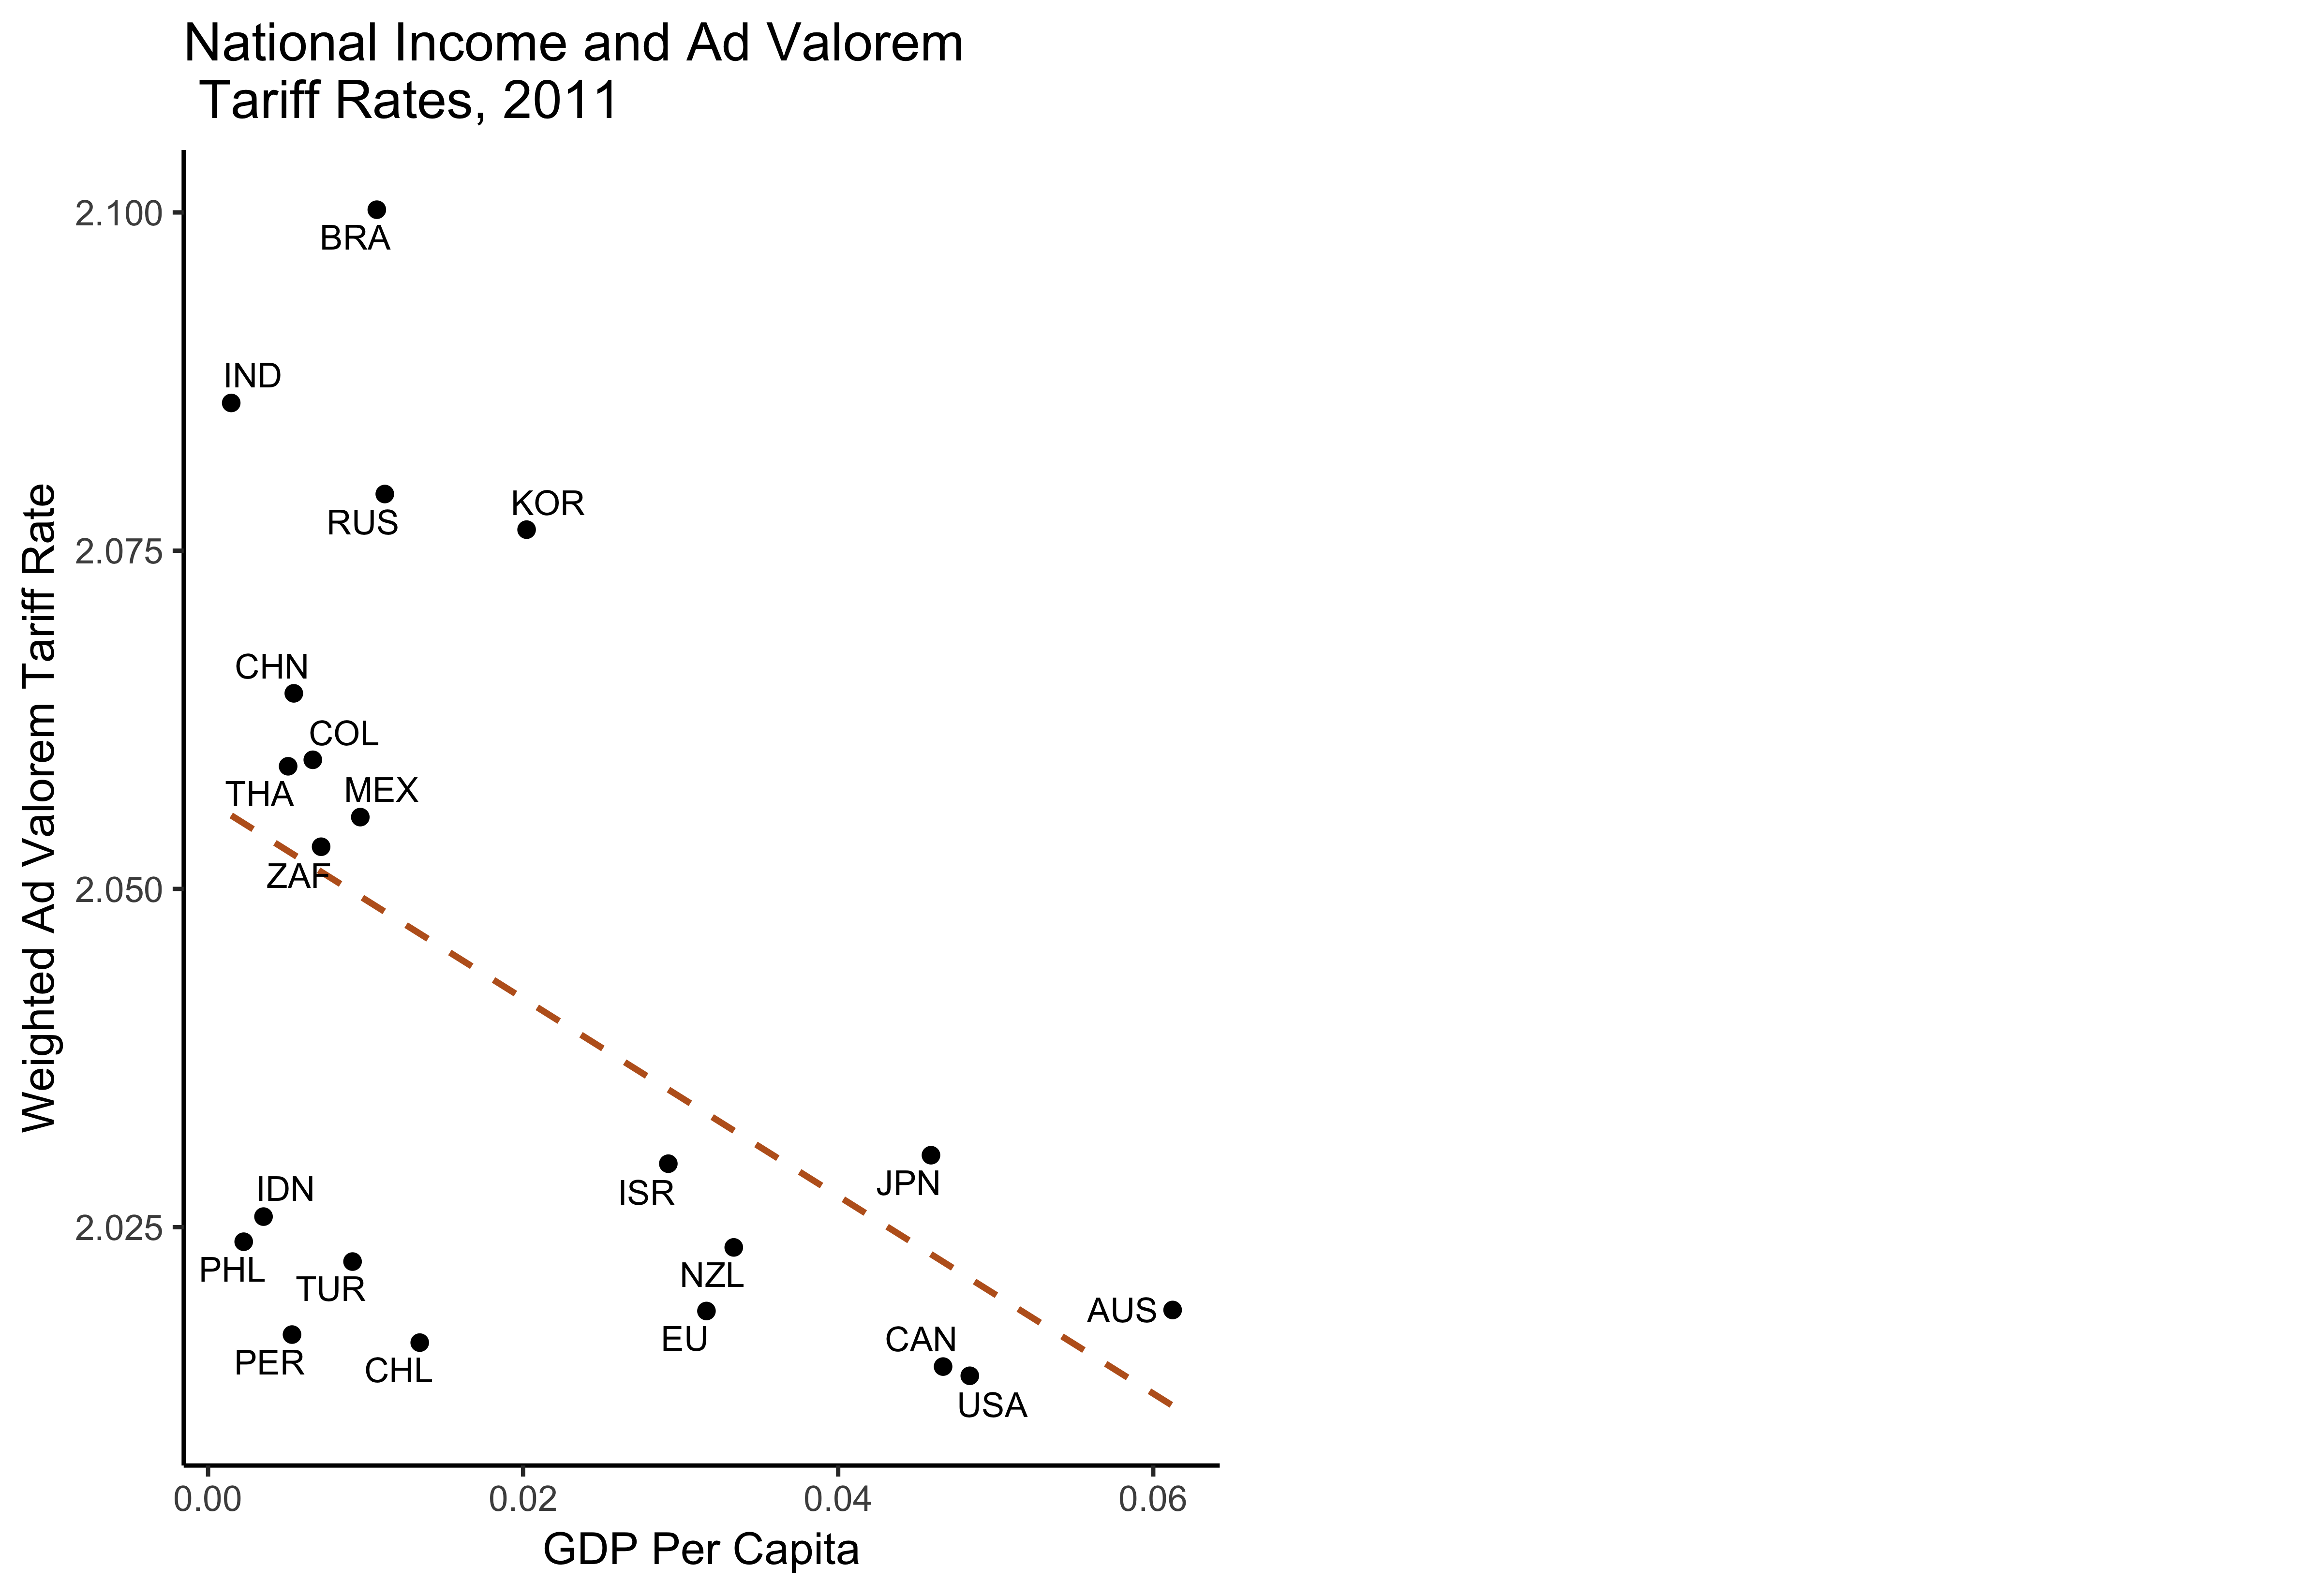 National Income and Ad Valorem
Tariff Rates, 2011
Weighted Ad Valorem Tariff Rate
2.100
2.075
2.050
2.025
BRA
IND
RUS
KOR
CHN
COL
THA
MEX
ZAF
IDN
ISR
JPN
PHL
TUR
NZL
AUS
EU
CAN
PER
CHL
USA
0.00 0.02 0.04 0.06
GDP Per Capita